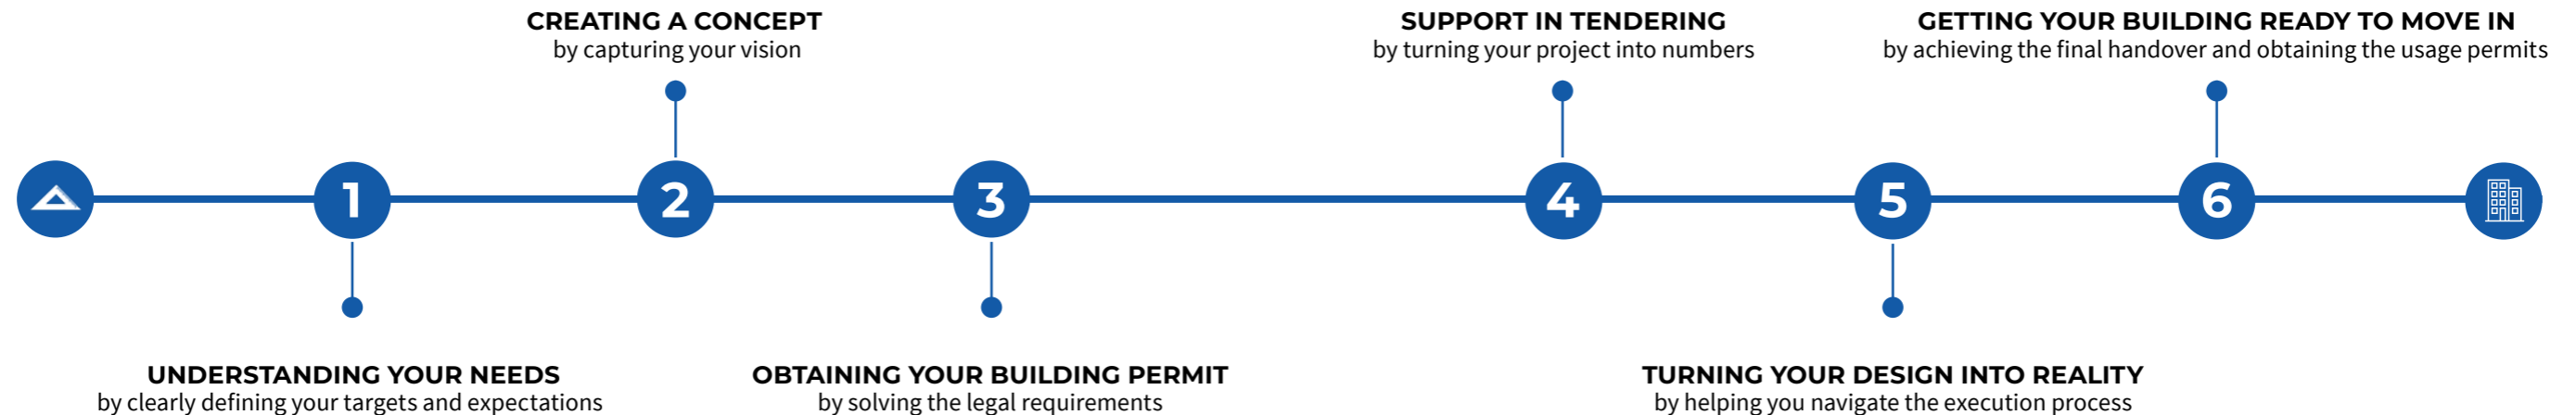 CREATING A CONCEPT
by capturing your vision
SUPPORT IN TENDERING
by turning your project into numbers
GETTING YOUR BUILDING READY TO MOVE IN
by achieving the final handover and obtaining the usage permits
1
2
3
4
5
6
UNDERSTANDING YOUR NEEDS
by clearly defining your targets and expectations
OBTAINING YOUR BUILDING PERMIT
by solving the legal requirements
TURNING YOUR DESIGN INTO REALITY
by helping you navigate the execution process